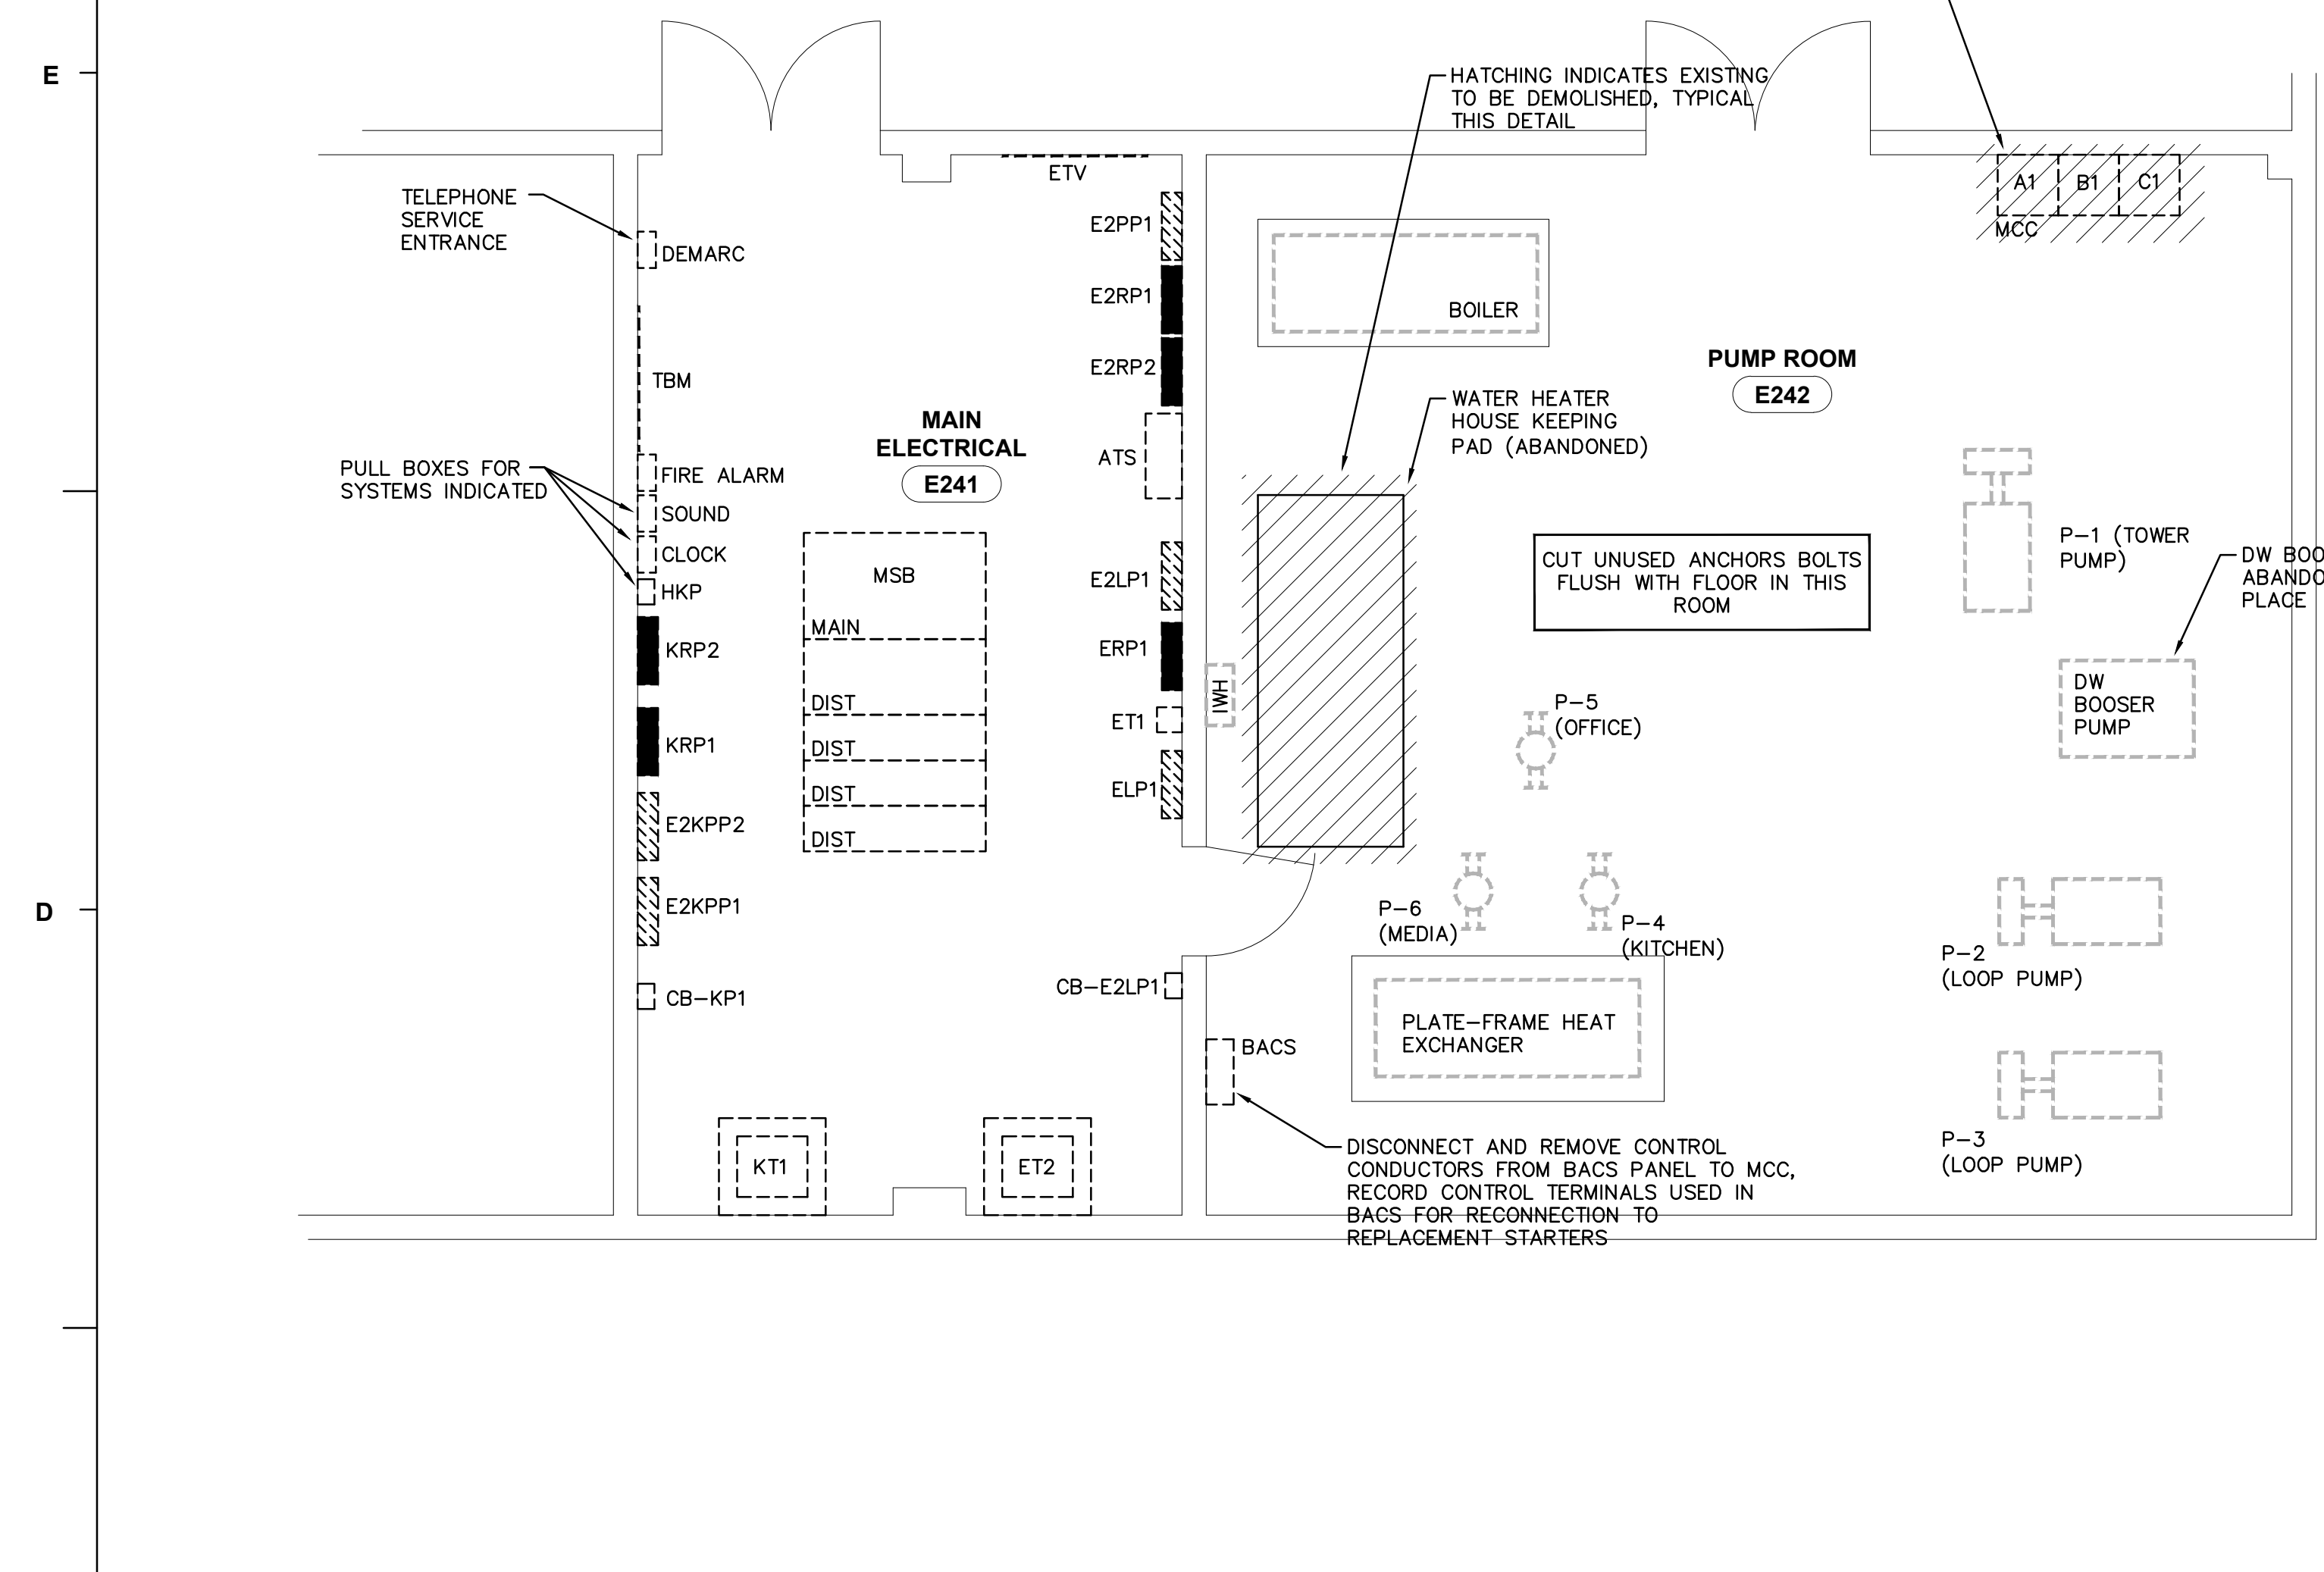 E
HATCHING INDICATES EXISTING
TO BE DEMOLISHED, TYPICAL
THIS DETAIL
ETV
A1
B1
C1
MCC
TELEPHONE
SERVICE
ENTRANCE
DEMARC
E2PP1
E2RP1
E2RP2
BOILER
PUMP ROOM
E242
TBM
MAIN
ELECTRICAL
E241
ATS
WATER HEATER
HOUSE KEEPING
PAD (ABANDONED)
PULL BOXES FOR
SYSTEMS INDICATED
FIRE ALARM
SOUND
CLOCK
HKP
KRP2
KRP1
E2KPP2
E2KPP1
CB-KP1
MSB
MAIN
DIST
DIST
DIST
DIST
E2LP1
ERP1
ET1
ELP1
CB-E2LP1
IWH
CUT UNUSED ANCHORS BOLTS
FLUSH WITH FLOOR IN THIS
ROOM
P-1 (TOWER
PUMP)
DW BOO
ABANDO
PLACE
DW
BOOSER
PUMP
P-5
(OFFICE)
D
P-6
(MEDIA)
P-4
(KITCHEN)
P-2
(LOOP PUMP)
BACS
PLATE-FRAME HEAT
EXCHANGER
P-3
(LOOP PUMP)
KT1
ET2
DISCONNECT AND REMOVE CONTROL
CONDUCTORS FROM BACS PANEL TO MCC,
RECORD CONTROL TERMINALS USED IN
BACS FOR RECONNECTION TO
REPLACEMENT STARTERS